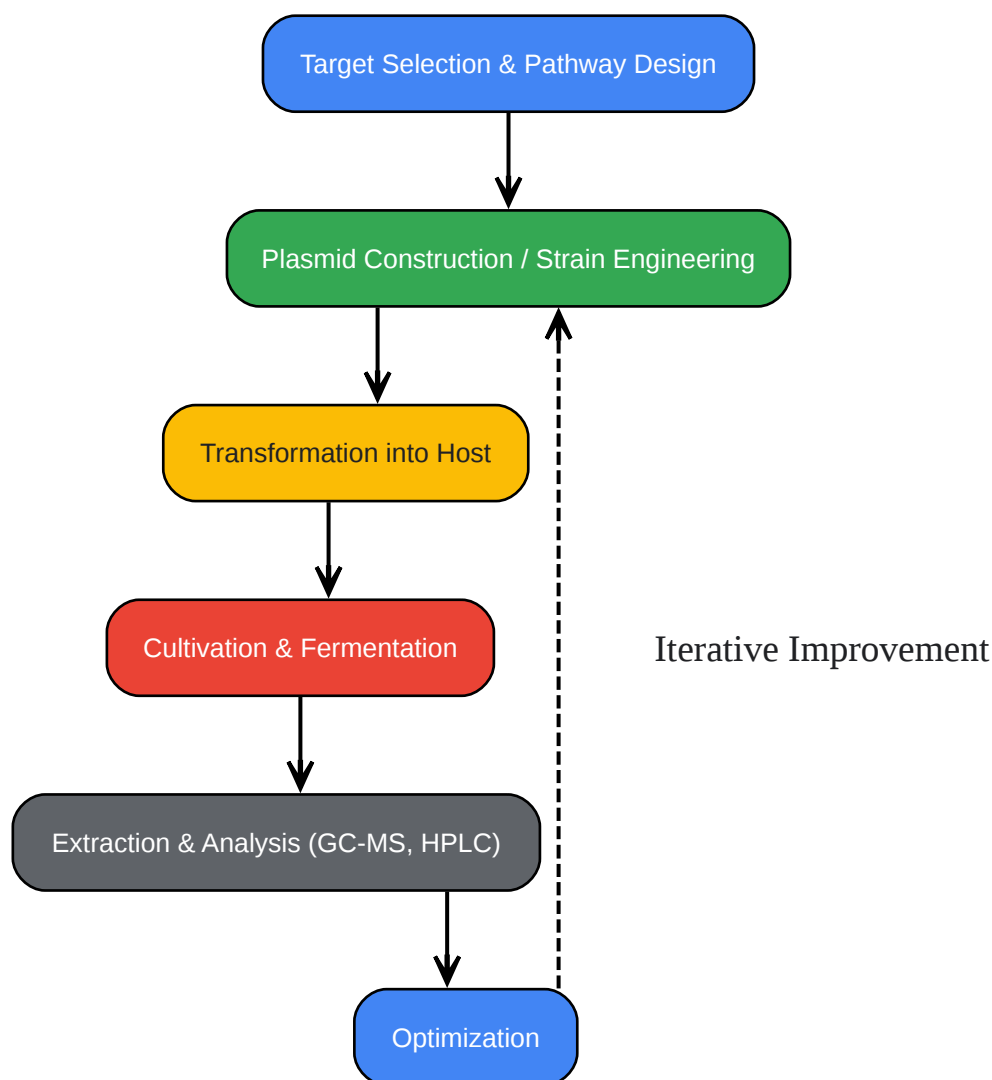 Target Selection & Pathway Design
Plasmid Construction / Strain Engineering
Transformation into Host
Cultivation & Fermentation
Iterative Improvement
Extraction & Analysis (GC-MS, HPLC)
Optimization